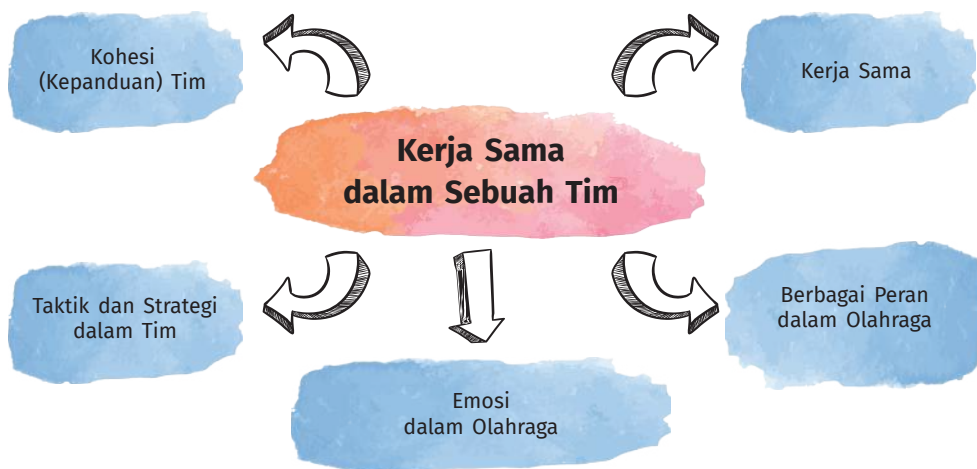 Kohesi
(Kepanduan) Tim
Kerja Sama
Kerja Sama
dalam Sebuah Tim
Taktik dan Strategi
dalam Tim
Berbagai Peran
dalam Olahraga
Emosi
dalam Olahraga